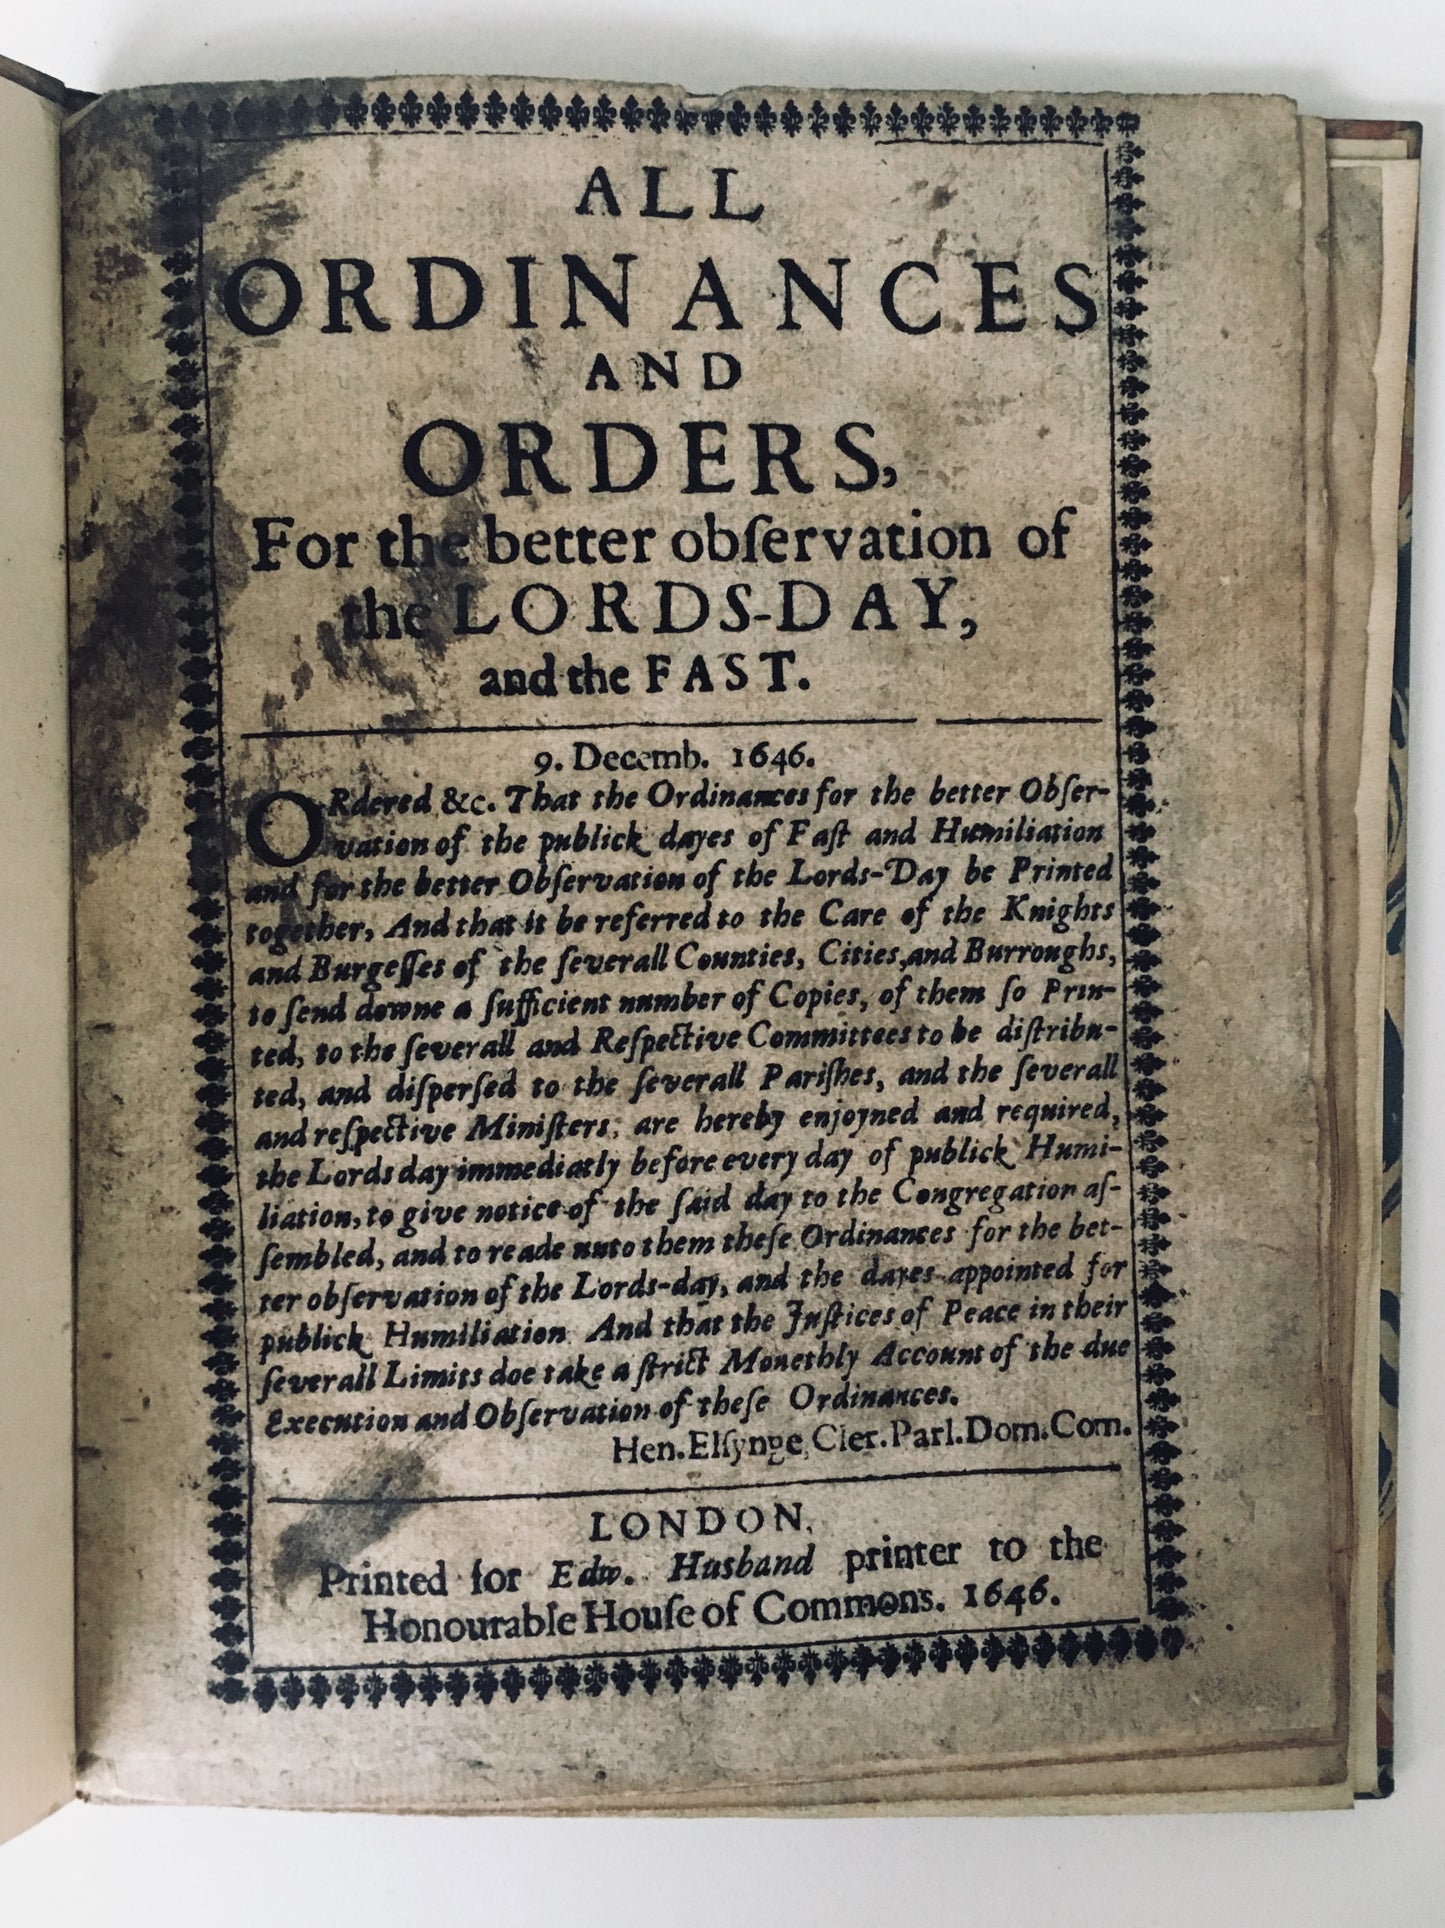 ALL
ORDINANCES
AND
ORDERS,
For the better obſervation of
the LORDS-DAY,
and the FAST.
9. Decemb. 1646.
ORdered &c. That the Ordinances for the better Obſer-
vation of the publick dayes of Faſt and Humiliation
and for the better Obſervation of the Lords-Day be Printed
together, And that it be referred to the Care of the Knights
and Burgeſſes of the ſeverall Counties, Cities, and Burroughs,
to ſend downe a ſufficient number of Copies, of them ſo Prin-
ted, to the ſeverall and Reſpective Committees to be diſtribu-
ted, and diſperſed to the ſeverall Pariſhes, and the ſeverall
and reſpective Miniſters, are hereby enjoyned and required,
the Lords day immediatly before every day of publick Humi-
liation, to give notice of the ſaid day to the Congregation aſ-
ſembled, and to reade unto them theſe Ordinances for the bet-
ter obſervation of the Lords-day, and the dayes appointed for
publick Humiliation And that the Juſtices of Peace in their
ſeverall Limits doe take a ſtrict Monethly Account of the due
Execution and Obſervation of theſe Ordinances.
Hen. Elſynge, Cler. Parl. Dom. Com.
LONDON,
Printed for Edw. Husband printer to the
Honourable Houſe of Commons. 1646.